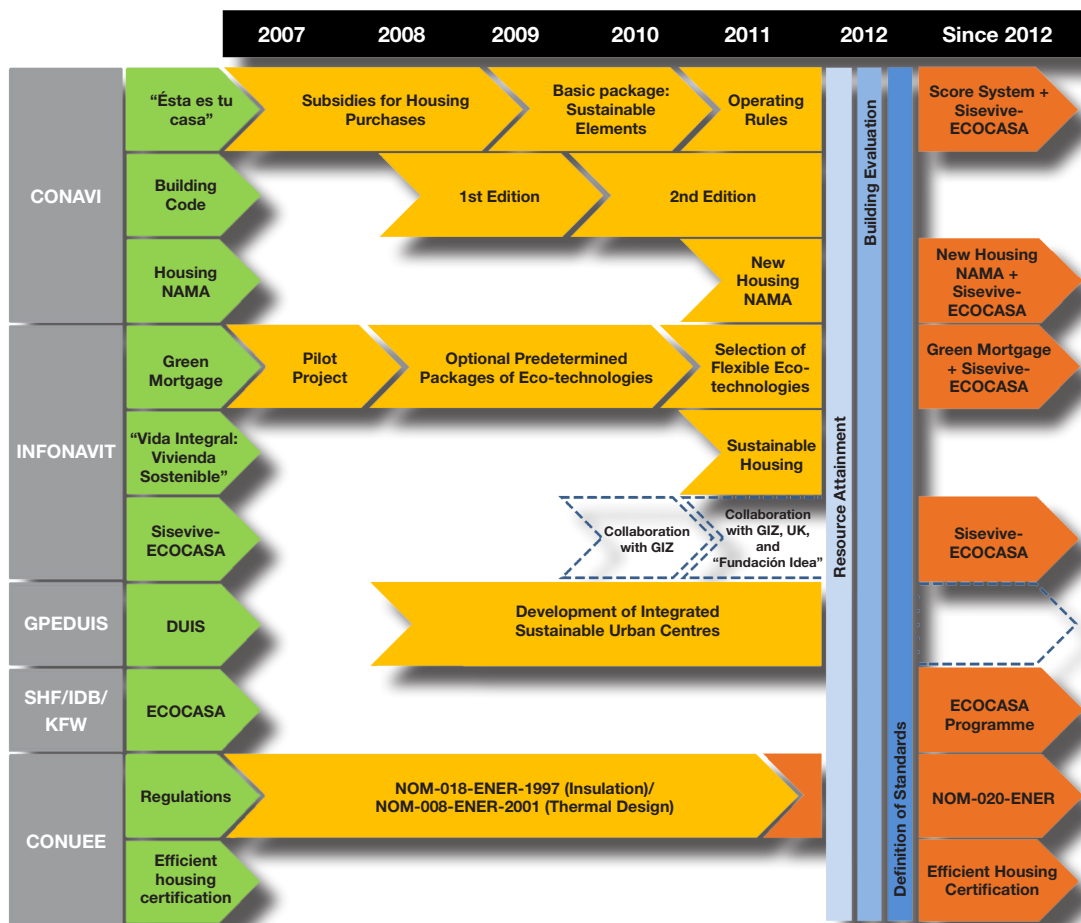 2007 2008 2009 2010 2011 2012 Since 2012
CONAVI
“Ésta es tu
casa”
Subsidies for Housing
Purchases
Basic package:
Sustainable
Elements
Operating
Rules
Score System +
Sisevive-
ECOCASA
Building
Code
1st Edition
2nd Edition
Housing
NAMA
New
Housing
NAMA
New Housing
NAMA +
Sisevive-
ECOCASA
INFONAVIT
Green
Mortgage
Pilot
Project
Optional Predetermined
Packages of Eco-technologies
Selection of
Flexible Eco-
technologies
Green Mortgage
+ Sisevive-
ECOCASA
“Vida Integral:
Vivienda
Sostenible”
Sustainable
Housing
Sisevive-
ECOCASA
Collaboration
with GIZ
Collaboration
with GIZ, UK,
and
“Fundación Idea”
Sisevive-
ECOCASA
GPEDUIS
DUIS
Development of Integrated
Sustainable Urban Centres
SHF/IDB/
KFW
ECOCASA
ECOCASA
Programme
CONUEE
Regulations
NOM-018-ENER-1997 (Insulation)/
NOM-008-ENER-2001 (Thermal Design)
NOM-020-ENER
Efficient
housing
certification
Efficient Housing
Certification
Resource Attainment
Building Evaluation
Definition of Standards